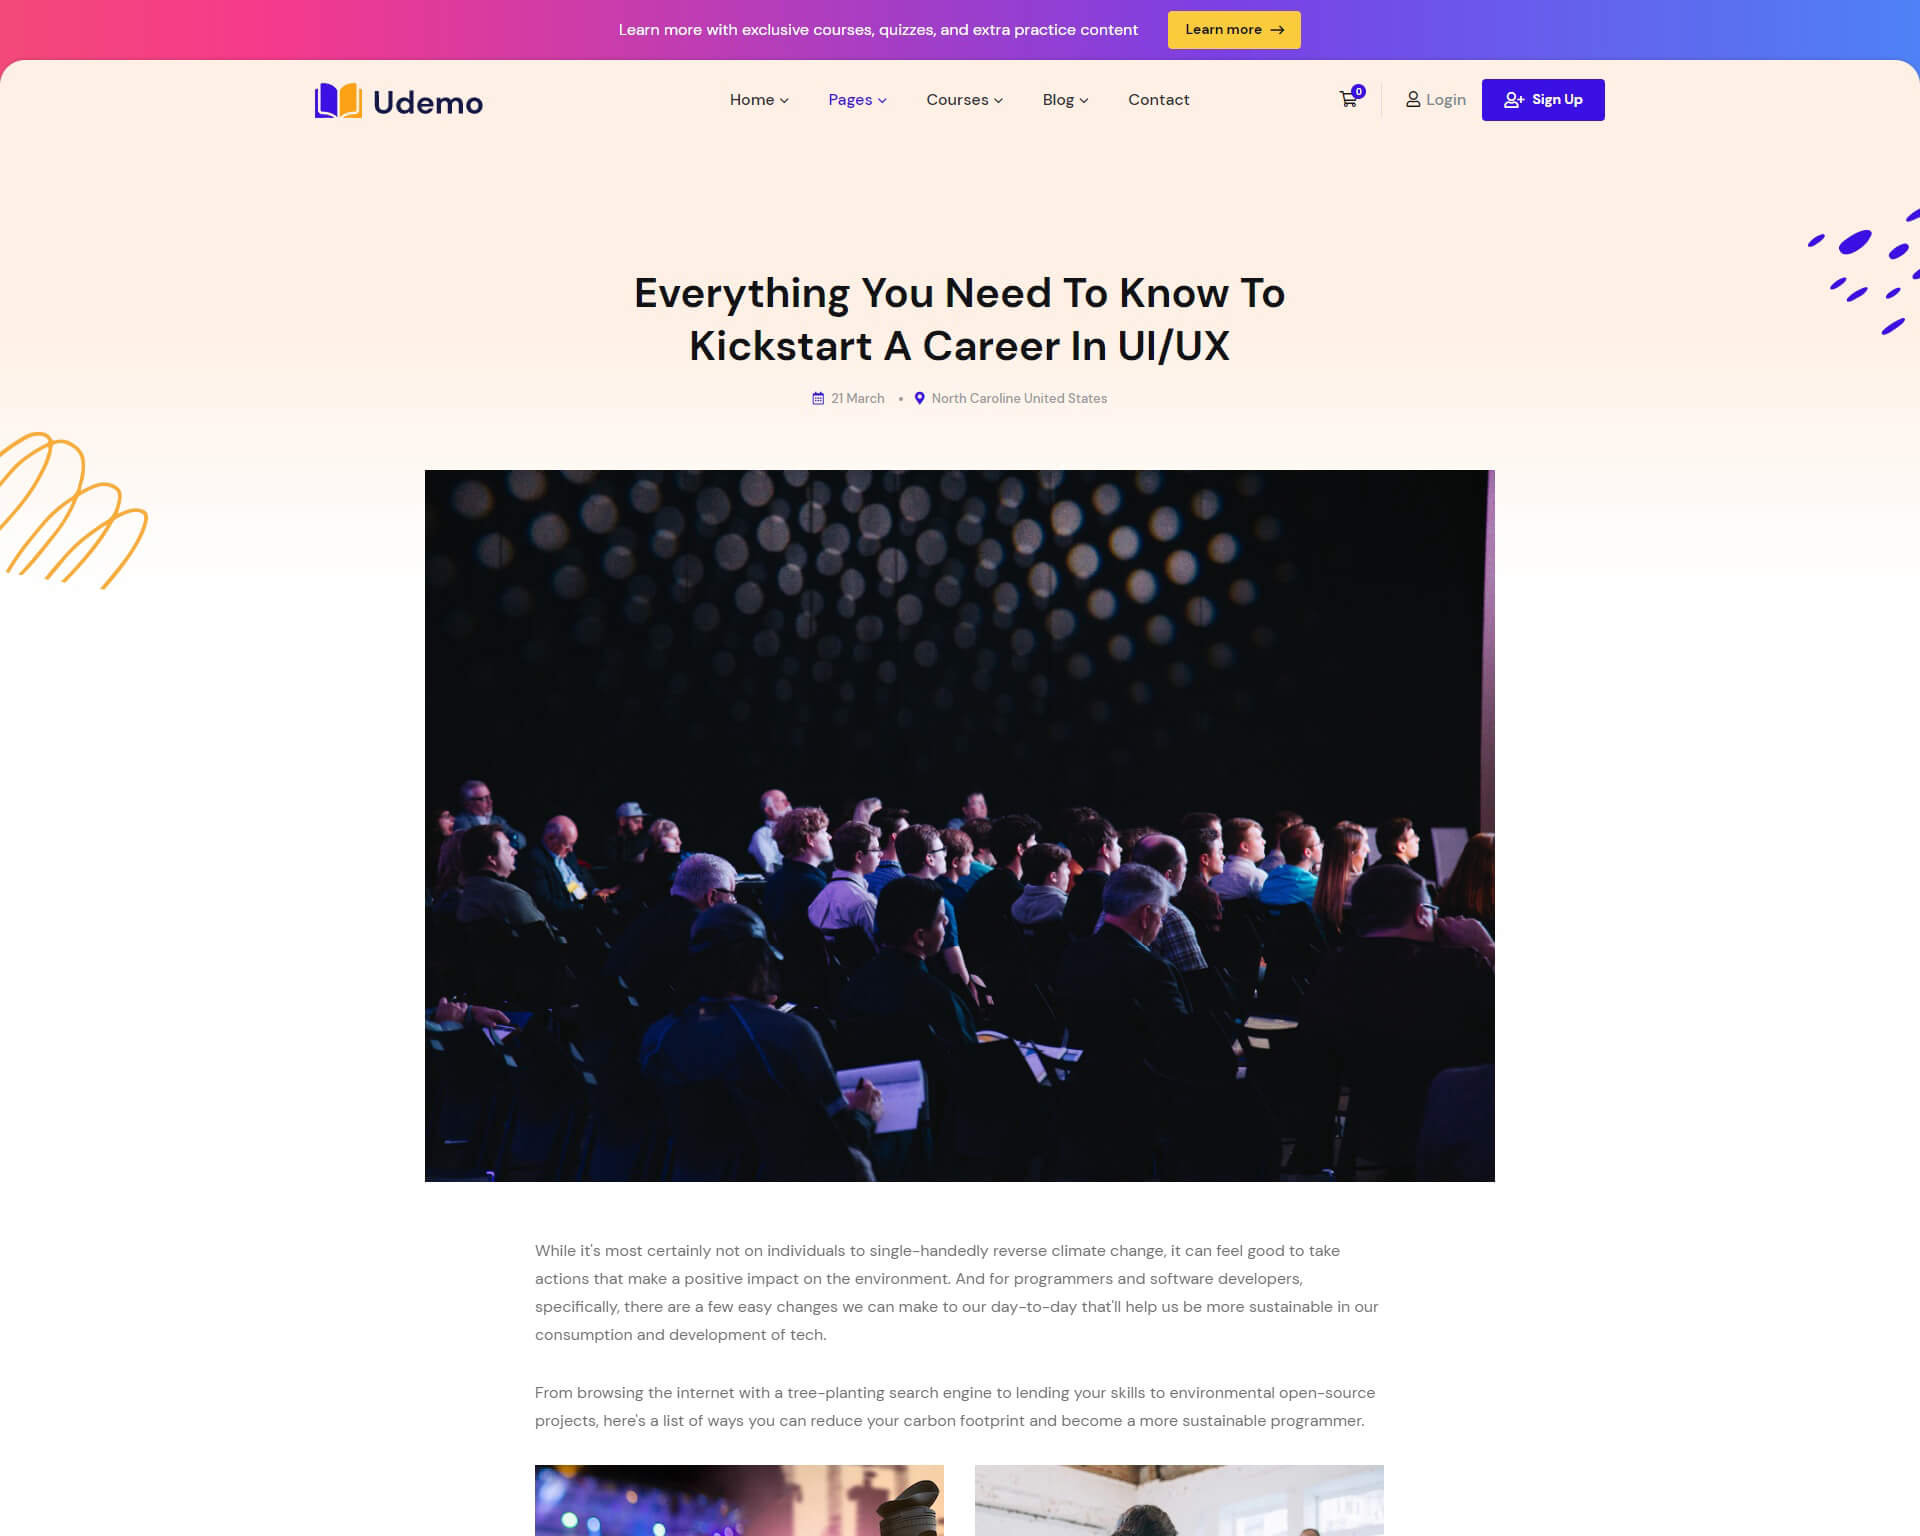 Learn more with exclusive courses, quizzes, and extra practice content
Learn more
Udemo
Home
Pages
Courses
Blog
Contact
0
Login
Sign Up
Everything You Need To Know To
Kickstart A Career In UI/UX
21 March
North Caroline United States
While it's most certainly not on individuals to single-handedly reverse climate change, it can feel good to take
actions that make a positive impact on the environment. And for programmers and software developers,
specifically, there are a few easy changes we can make to our day-to-day that'll help us be more sustainable in our
consumption and development of tech.
From browsing the internet with a tree-planting search engine to lending your skills to environmental open-source
projects, here's a list of ways you can reduce your carbon footprint and become a more sustainable programmer.